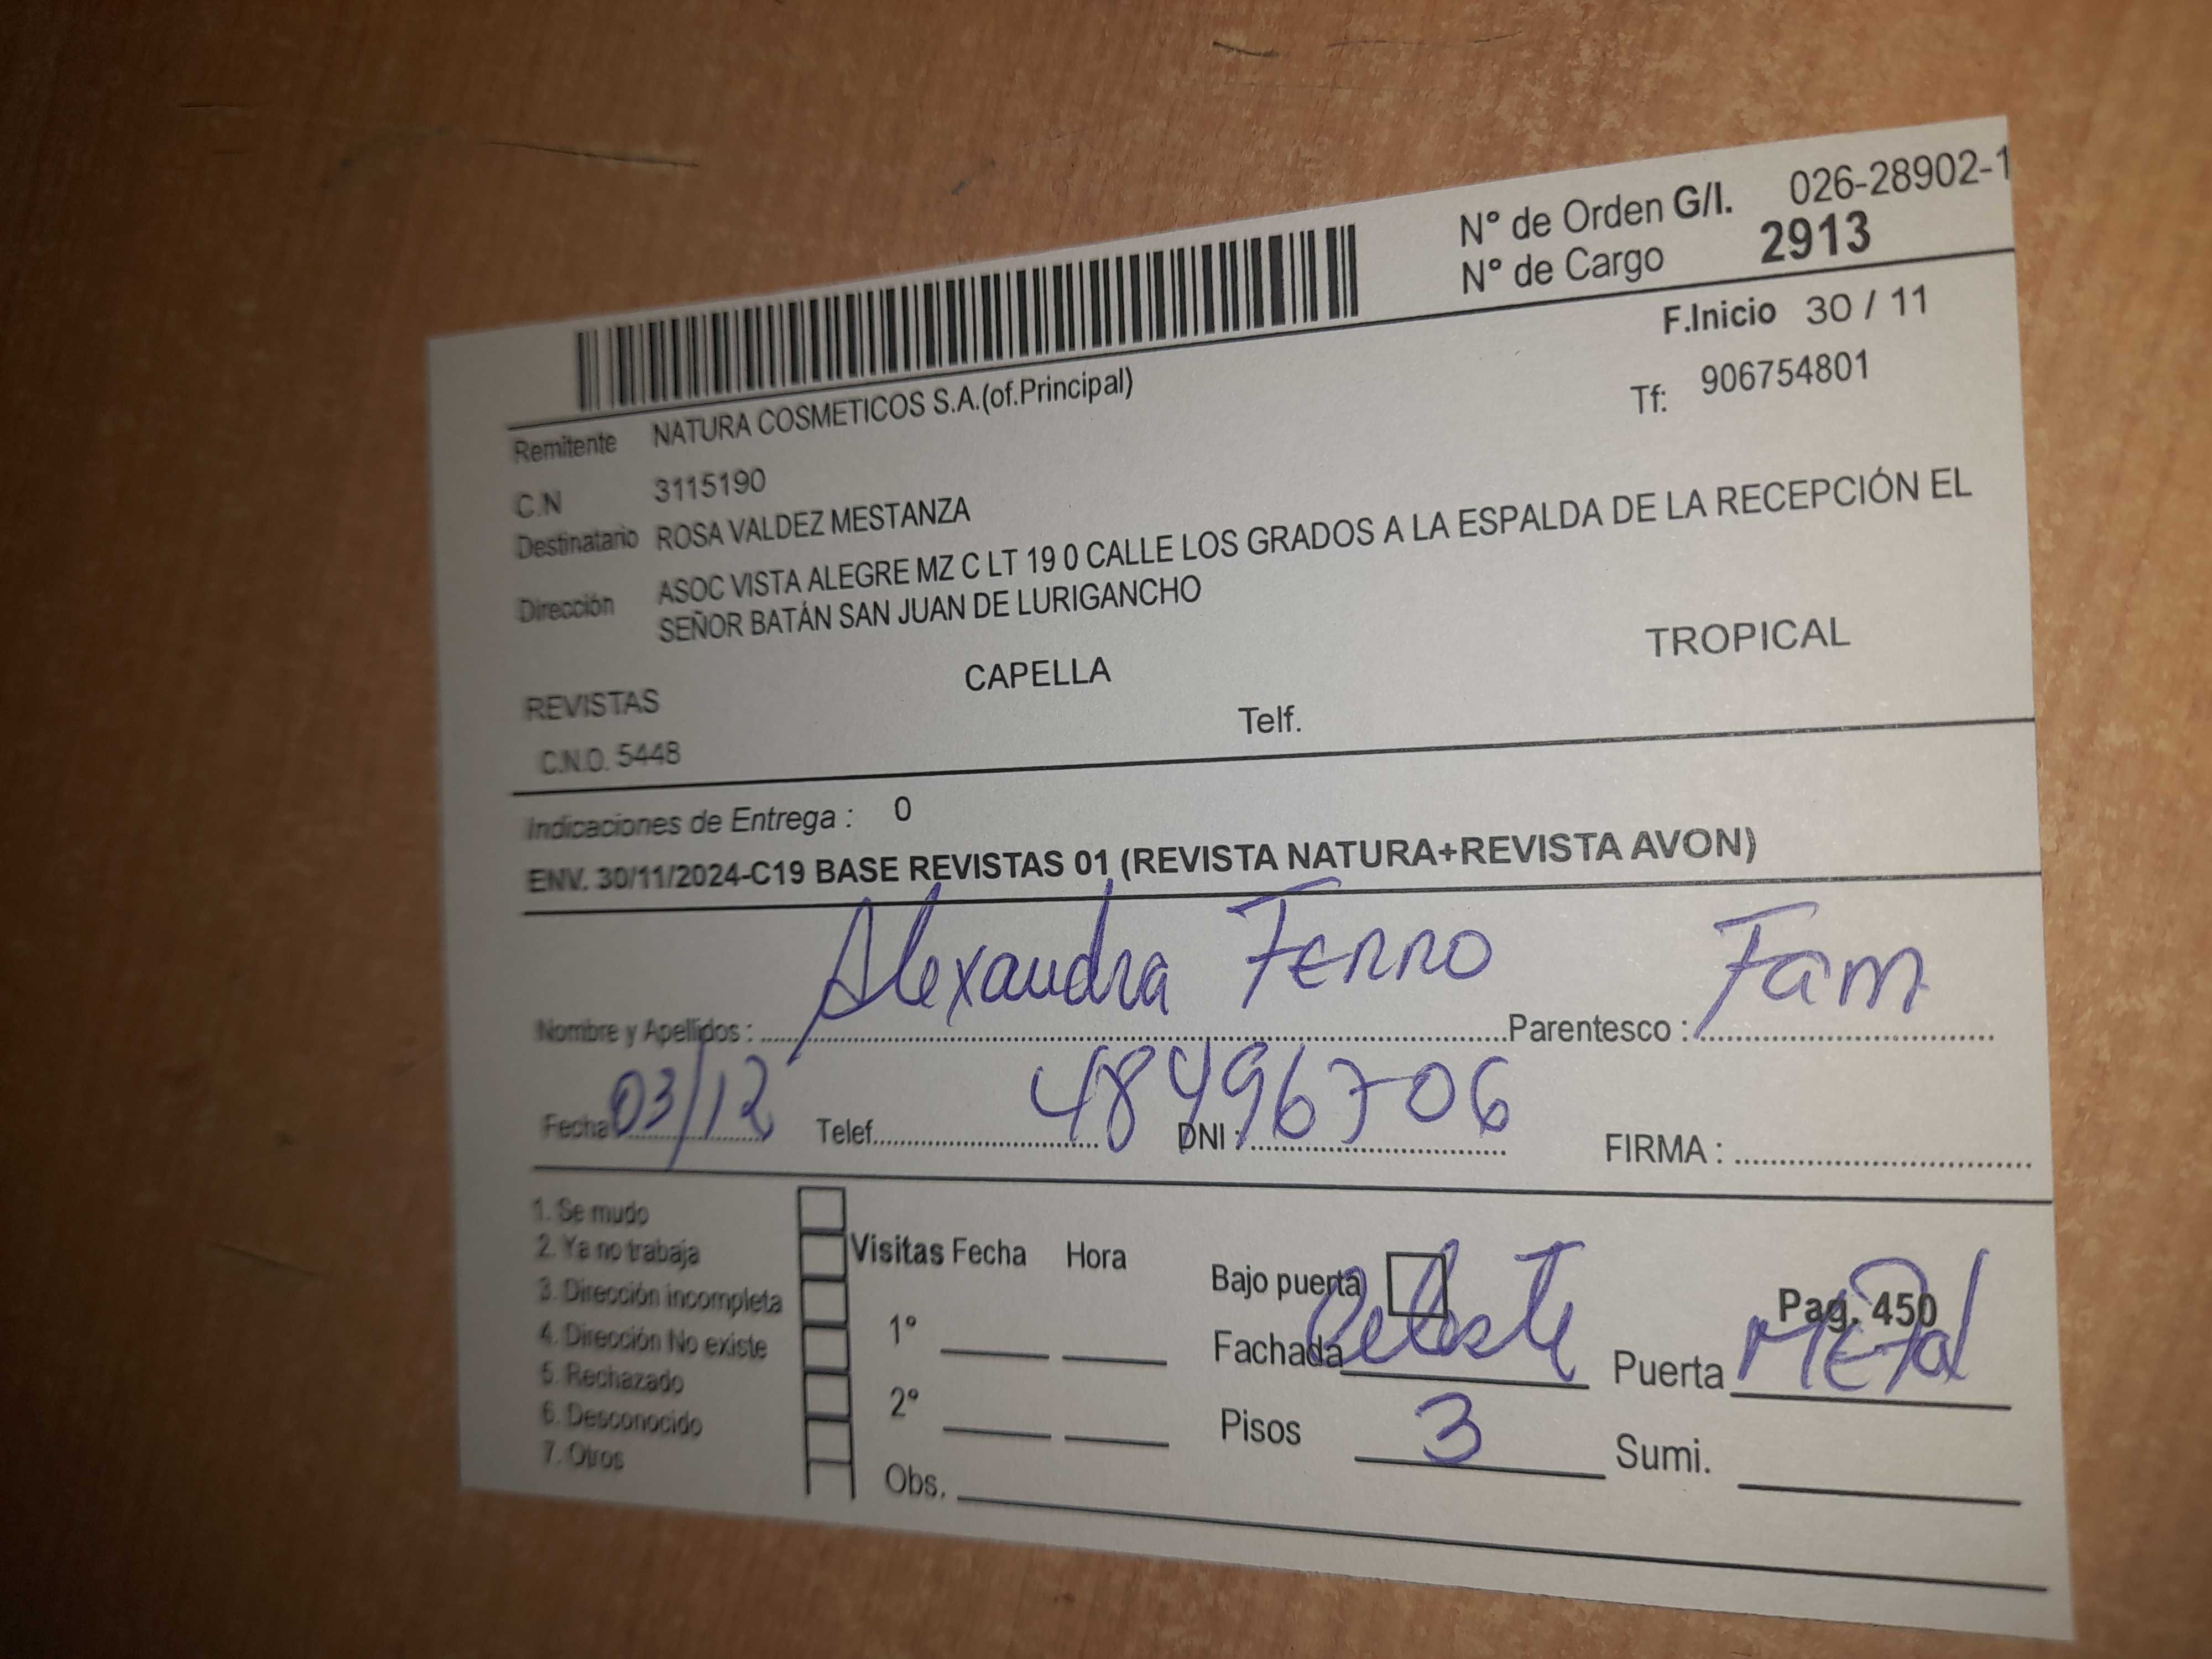 N° de Orden G/I. 026-28902-1
N° de Cargo 2913
F.Inicio 30 / 11
Remitente NATURA COSMETICOS S.A.(of.Principal)
Tf: 906754801
C.N 3115190
Destinatario ROSA VALDEZ MESTANZA
Dirección ASOC VISTA ALEGRE MZ C LT 19 0 CALLE LOS GRADOS A LA ESPALDA DE LA RECEPCIÓN EL
SEÑOR BATÁN SAN JUAN DE LURIGANCHO
REVISTAS CAPELLA TROPICAL
C.N.O. 5448 Telf.
Indicaciones de Entrega : 0
ENV. 30/11/2024-C19 BASE REVISTAS 01 (REVISTA NATURA+REVISTA AVON)
Nombre y Apellidos : Alexandra Ferro Parentesco : Fam
Fecha 03/12 Telef. DNI : 48496706 FIRMA :
1. Se mudo
2. Ya no trabaja
3. Dirección incompleta
4. Dirección No existe
5. Rechazado
6. Desconocido
7. Otros
Visitas Fecha Hora
1°
2°
Obs.
Bajo puerta Pag. 450
Fachada Celeste Puerta Metal
Pisos 3 Sumi.